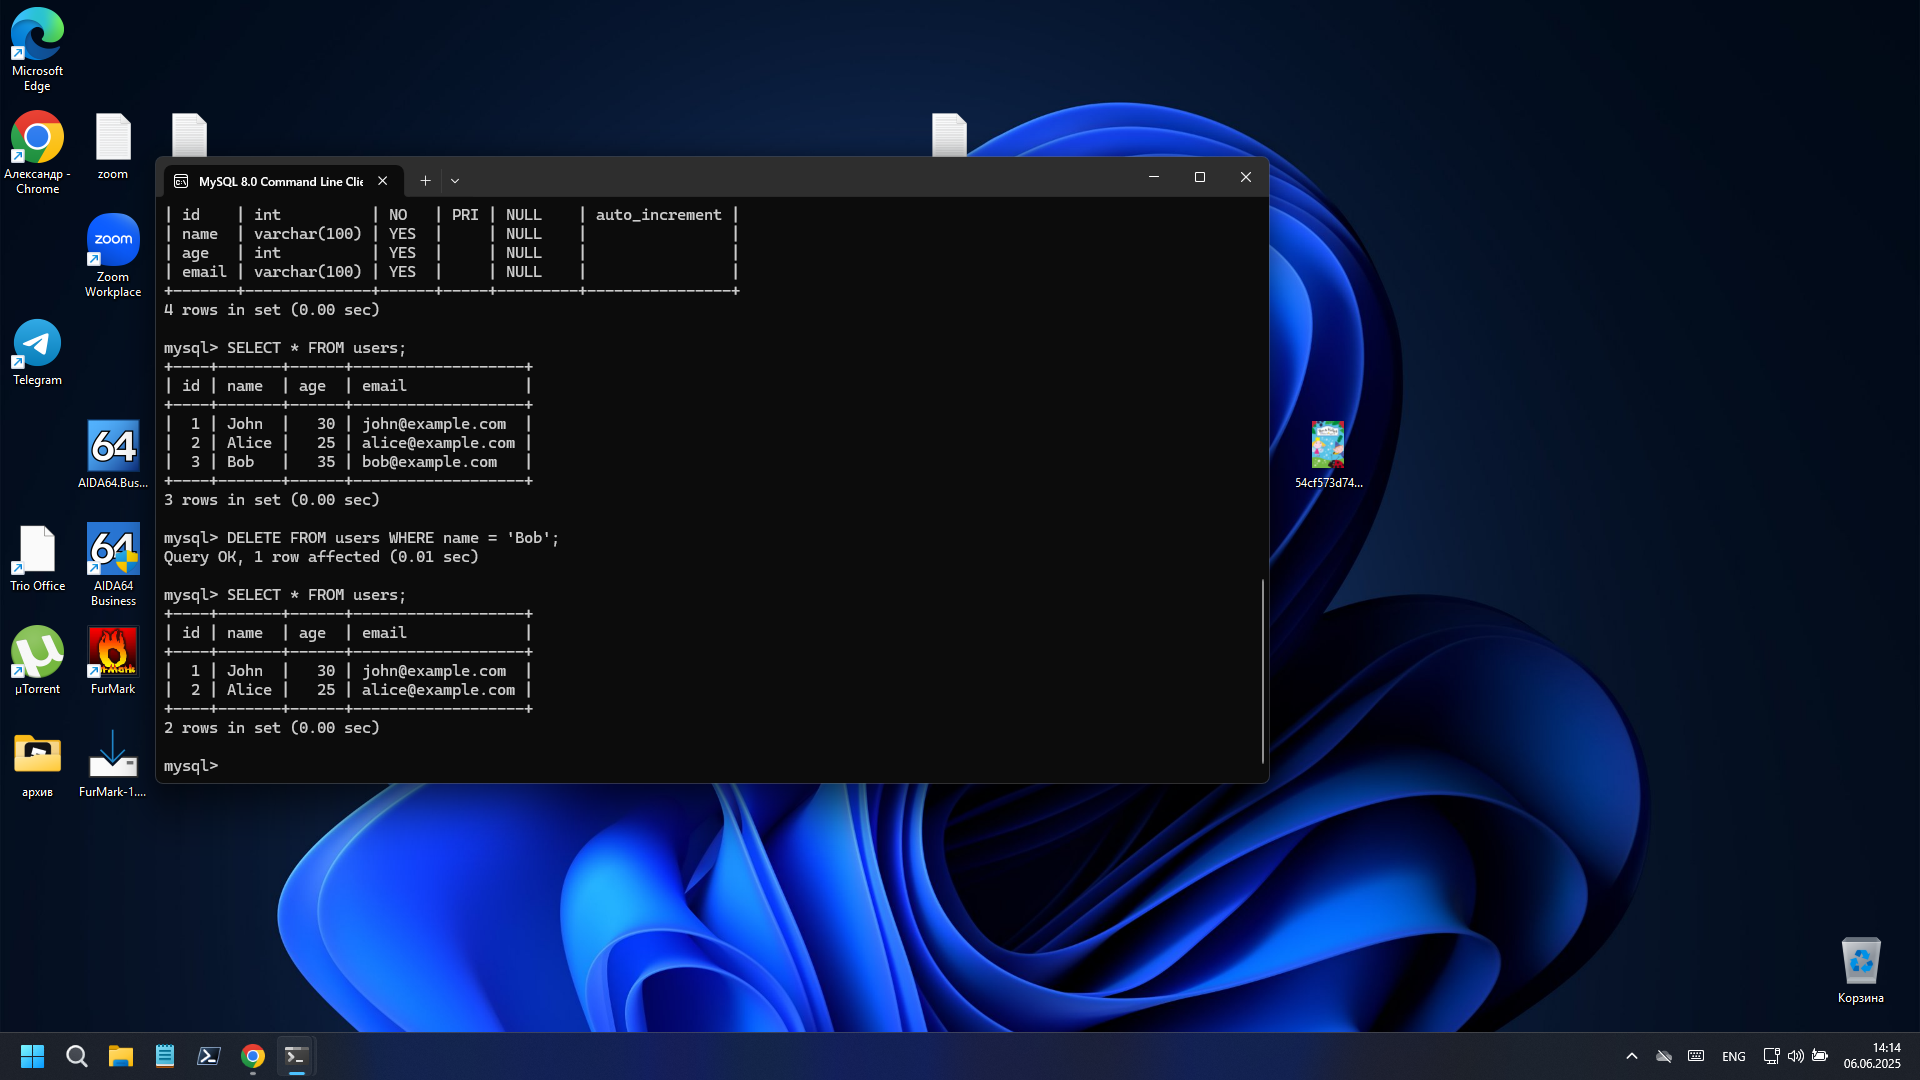 Microsoft
Edge
Александр -
Chrome
zoom
zoom
Zoom
Workplace
Telegram
64
AIDA64.Bus...
Trio Office
64
AIDA64
Business
µTorrent
FurMark
FurMark
архив
FurMark-1....
MySQL 8.0 Command Line Clie
| id    | int          | NO   | PRI | NULL    | auto_increment |
| name  | varchar(100) | YES  |     | NULL    |                |
| age   | int          | YES  |     | NULL    |                |
| email | varchar(100) | YES  |     | NULL    |                |
+-------+--------------+------+-----+---------+----------------+
4 rows in set (0.00 sec)
mysql> SELECT * FROM users;
+----+-------+------+-------------------+
| id | name  | age  | email             |
+----+-------+------+-------------------+
|  1 | John  |   30 | john@example.com  |
|  2 | Alice |   25 | alice@example.com |
|  3 | Bob   |   35 | bob@example.com   |
+----+-------+------+-------------------+
3 rows in set (0.00 sec)
mysql> DELETE FROM users WHERE name = 'Bob';
Query OK, 1 row affected (0.01 sec)
mysql> SELECT * FROM users;
+----+-------+------+-------------------+
| id | name  | age  | email             |
+----+-------+------+-------------------+
|  1 | John  |   30 | john@example.com  |
|  2 | Alice |   25 | alice@example.com |
+----+-------+------+-------------------+
2 rows in set (0.00 sec)
mysql>
54cf573d74...
Корзина
ENG
14:14
06.06.2025